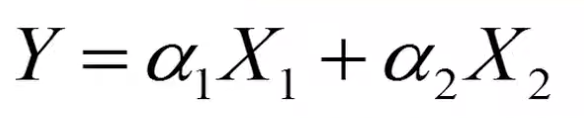 Y = α₁X₁ + α₂X₂